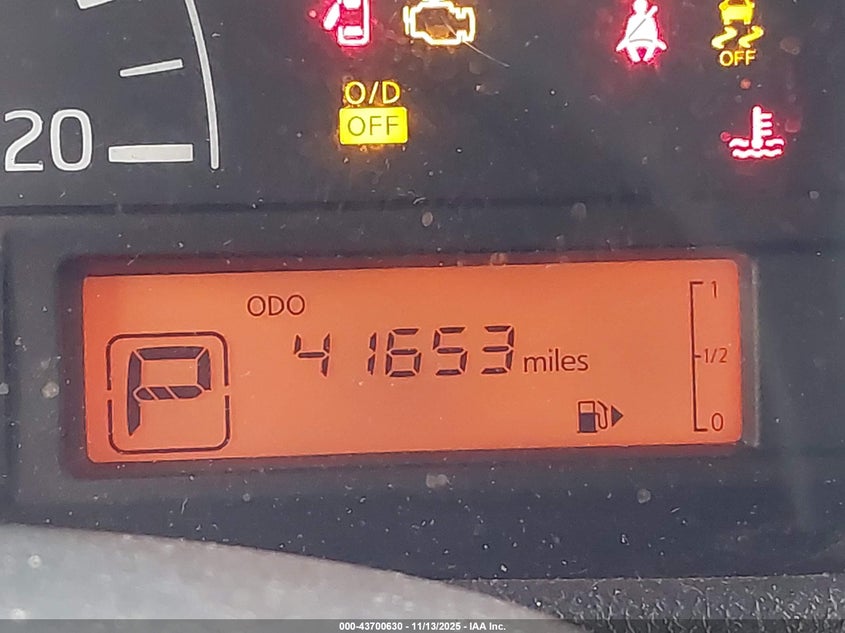 OFF
O/D
OFF
20
ODO
1
41653 miles
1/2
P
0
000-43700630 - 11/13/2025 - IAA Inc.